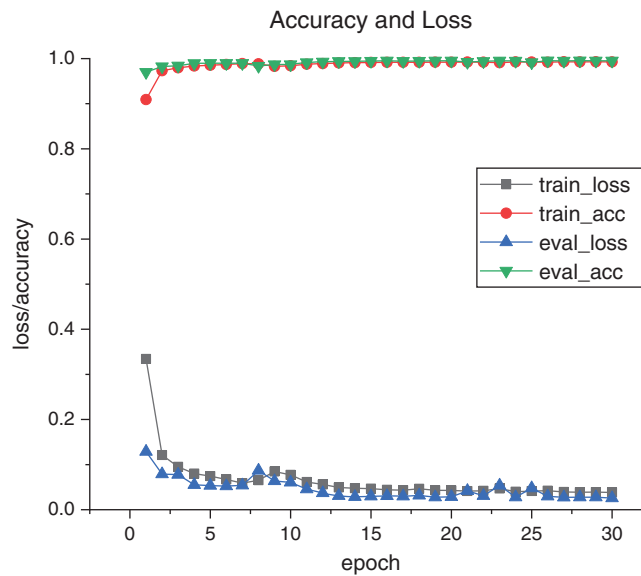 Accuracy and Loss
1.0
0.8
0.6
0.4
0.2
0.0
loss/accuracy
train_loss
train_acc
eval_loss
eval_acc
0 5 10 15 20 25 30
epoch